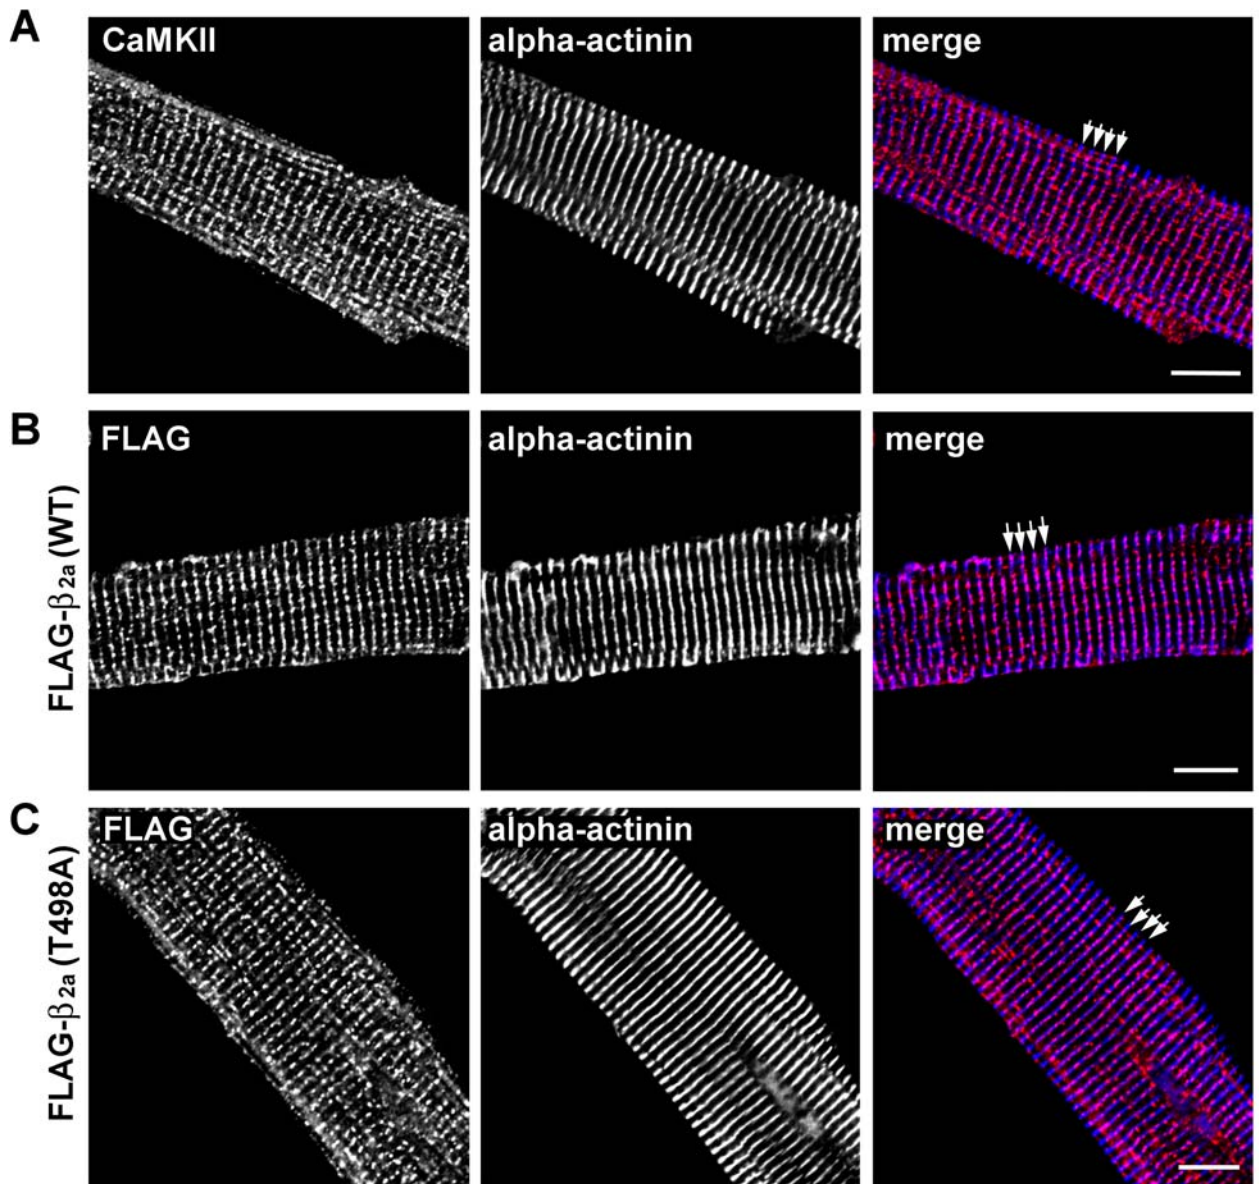 A
CaMKII
alpha-actinin
merge
B
FLAG-β2a (WT)
FLAG
alpha-actinin
merge
C
FLAG-β2a (T498A)
FLAG
alpha-actinin
merge